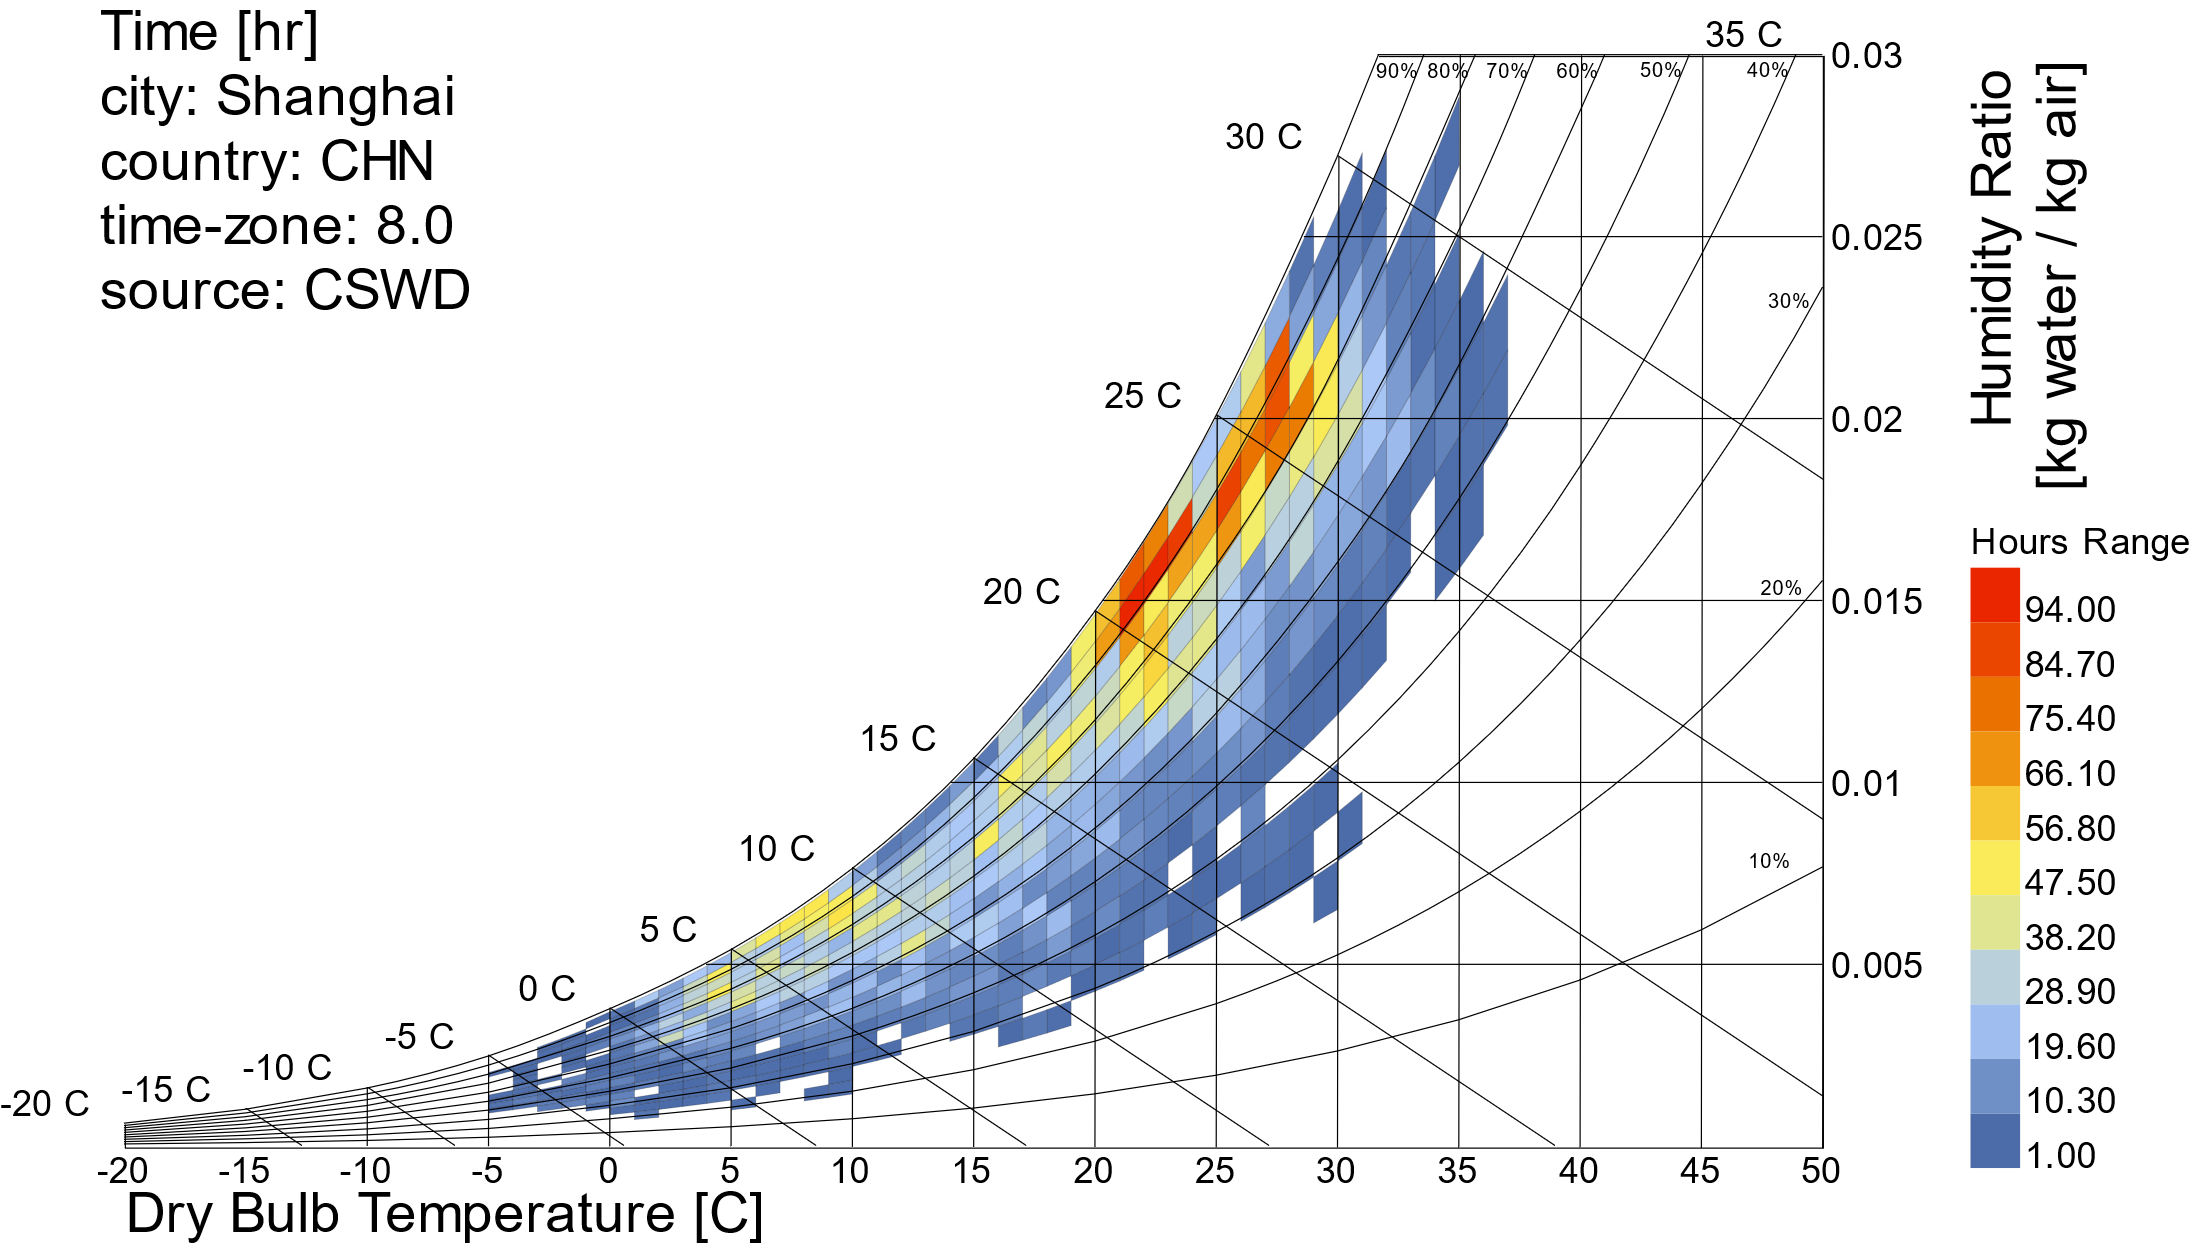 Time [hr]
city: Shanghai
country: CHN
time-zone: 8.0
source: CSWD
35 C
30 C
25 C
20 C
15 C
10 C
5 C
0 C
-5 C
-10 C
-15 C
-20 C
90% 80% 70% 60% 50% 40%
30%
20%
10%
0.03
0.025
0.02
0.015
0.01
0.005
Humidity Ratio
[kg water / kg air]
Hours Range
94.00
84.70
75.40
66.10
56.80
47.50
38.20
28.90
19.60
10.30
1.00
-20 -15 -10 -5 0 5 10 15 20 25 30 35 40 45 50
Dry Bulb Temperature [C]